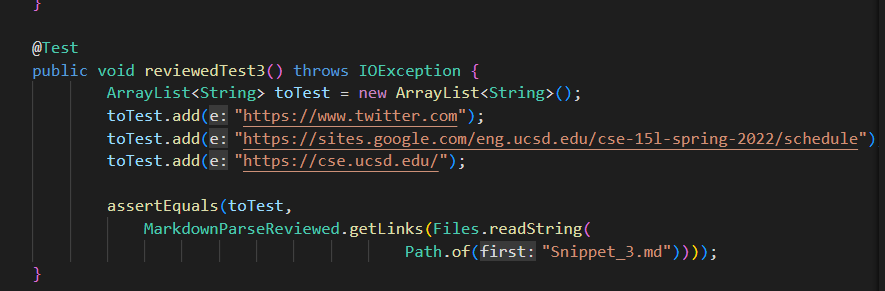 }
@Test
public void reviewedTest3() throws IOException {
ArrayList<String> toTest = new ArrayList<String>();
toTest.add(e: "https://www.twitter.com");
toTest.add(e: "https://sites.google.com/eng.ucsd.edu/cse-15l-spring-2022/schedule")
toTest.add(e: "https://cse.ucsd.edu/");
assertEquals(toTest,
MarkdownParseReviewed.getLinks(Files.readString(
Path.of(first: "Snippet_3.md"))));
}